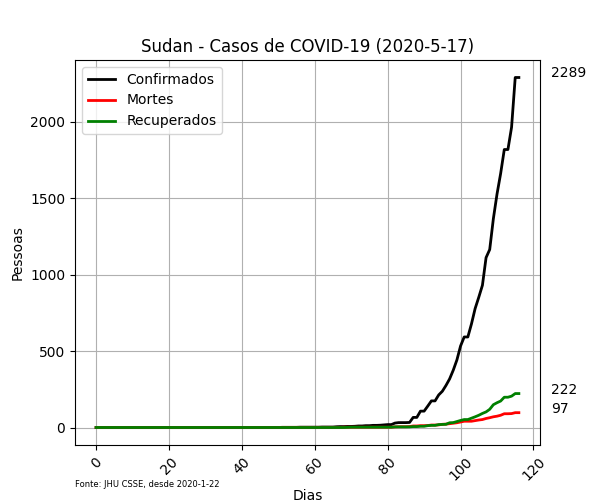 Sudan - Casos de COVID-19 (2020-5-17)
Confirmados
Mortes
Recuperados
2289
222
97
Pessoas
2000
1500
1000
500
0
0
20
40
60
80
100
120
Dias
Fonte: JHU CSSE, desde 2020-1-22